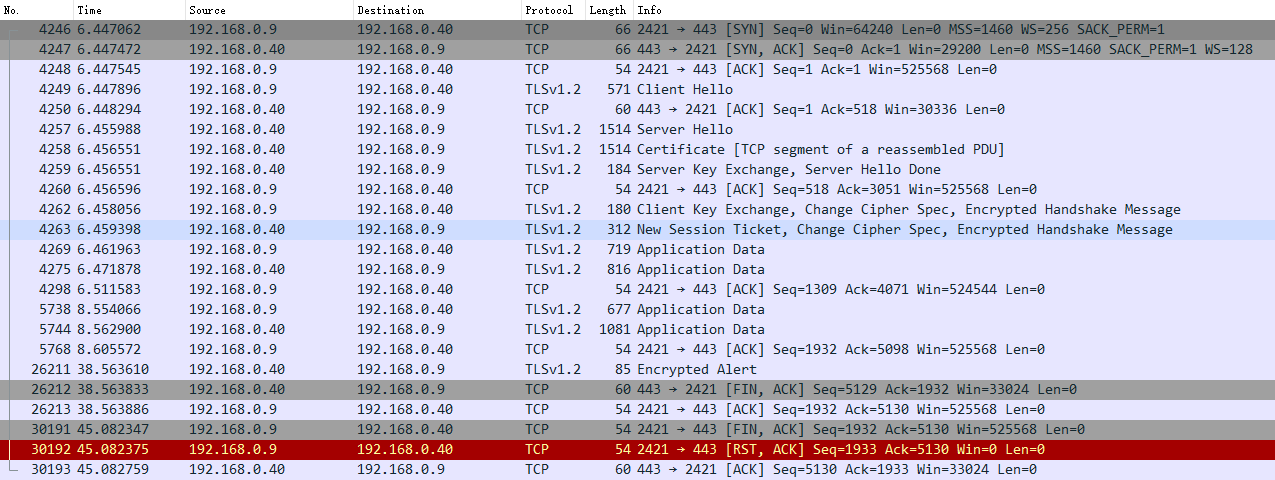 No. Time Source Destination Protocol Length Info
4246 6.447062 192.168.0.9 192.168.0.40 TCP 66 2421 → 443 [SYN] Seq=0 Win=64240 Len=0 MSS=1460 WS=256 SACK_PERM=1
4247 6.447472 192.168.0.40 192.168.0.9 TCP 66 443 → 2421 [SYN, ACK] Seq=0 Ack=1 Win=29200 Len=0 MSS=1460 SACK_PERM=1 WS=128
4248 6.447545 192.168.0.9 192.168.0.40 TCP 54 2421 → 443 [ACK] Seq=1 Ack=1 Win=525568 Len=0
4249 6.447896 192.168.0.9 192.168.0.40 TLSv1.2 571 Client Hello
4250 6.448294 192.168.0.40 192.168.0.9 TCP 60 443 → 2421 [ACK] Seq=1 Ack=518 Win=30336 Len=0
4257 6.455988 192.168.0.40 192.168.0.9 TLSv1.2 1514 Server Hello
4258 6.456551 192.168.0.40 192.168.0.9 TLSv1.2 1514 Certificate [TCP segment of a reassembled PDU]
4259 6.456551 192.168.0.40 192.168.0.9 TLSv1.2 184 Server Key Exchange, Server Hello Done
4260 6.456596 192.168.0.9 192.168.0.40 TCP 54 2421 → 443 [ACK] Seq=518 Ack=3051 Win=525568 Len=0
4262 6.458056 192.168.0.9 192.168.0.40 TLSv1.2 180 Client Key Exchange, Change Cipher Spec, Encrypted Handshake Message
4263 6.459398 192.168.0.40 192.168.0.9 TLSv1.2 312 New Session Ticket, Change Cipher Spec, Encrypted Handshake Message
4269 6.461963 192.168.0.9 192.168.0.40 TLSv1.2 719 Application Data
4275 6.471878 192.168.0.40 192.168.0.9 TLSv1.2 816 Application Data
4298 6.511583 192.168.0.9 192.168.0.40 TCP 54 2421 → 443 [ACK] Seq=1309 Ack=4071 Win=524544 Len=0
5738 8.554066 192.168.0.9 192.168.0.40 TLSv1.2 677 Application Data
5744 8.562900 192.168.0.40 192.168.0.9 TLSv1.2 1081 Application Data
5768 8.605572 192.168.0.9 192.168.0.40 TCP 54 2421 → 443 [ACK] Seq=1932 Ack=5098 Win=525568 Len=0
26211 38.563610 192.168.0.40 192.168.0.9 TLSv1.2 85 Encrypted Alert
26212 38.563833 192.168.0.40 192.168.0.9 TCP 60 443 → 2421 [FIN, ACK] Seq=5129 Ack=1932 Win=33024 Len=0
26213 38.563886 192.168.0.9 192.168.0.40 TCP 54 2421 → 443 [ACK] Seq=1932 Ack=5130 Win=525568 Len=0
30191 45.082347 192.168.0.9 192.168.0.40 TCP 54 2421 → 443 [FIN, ACK] Seq=1932 Ack=5130 Win=525568 Len=0
30192 45.082375 192.168.0.9 192.168.0.40 TCP 54 2421 → 443 [RST, ACK] Seq=1933 Ack=5130 Win=0 Len=0
30193 45.082759 192.168.0.40 192.168.0.9 TCP 60 443 → 2421 [ACK] Seq=5130 Ack=1933 Win=33024 Len=0